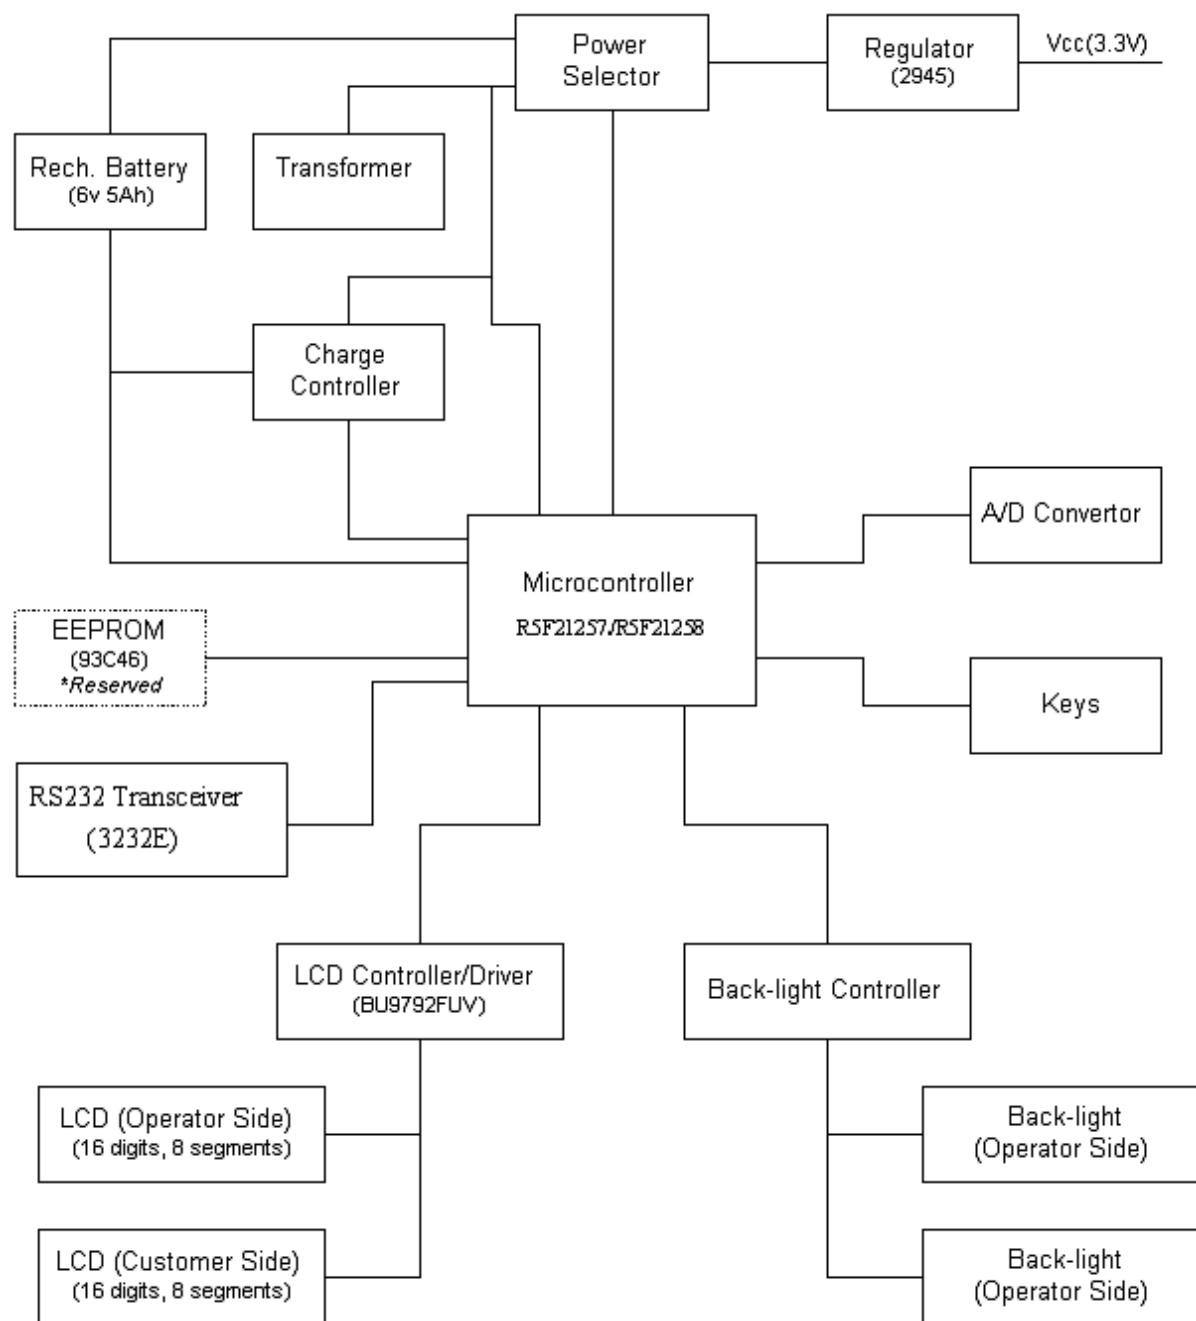 Power
Selector
Regulator
(2945)
Vcc(3.3V)
Rech. Battery
(6v 5Ah)
Transformer
Charge
Controller
A/D Convertor
Microcontroller
R5F21257/R5F21258
EEPROM
(93C46)
*Reserved
Keys
RS232 Transceiver
(3232E)
LCD Controller/Driver
(BU9792FUV)
Back-light Controller
LCD (Operator Side)
(16 digits, 8 segments)
Back-light
(Operator Side)
LCD (Customer Side)
(16 digits, 8 segments)
Back-light
(Operator Side)